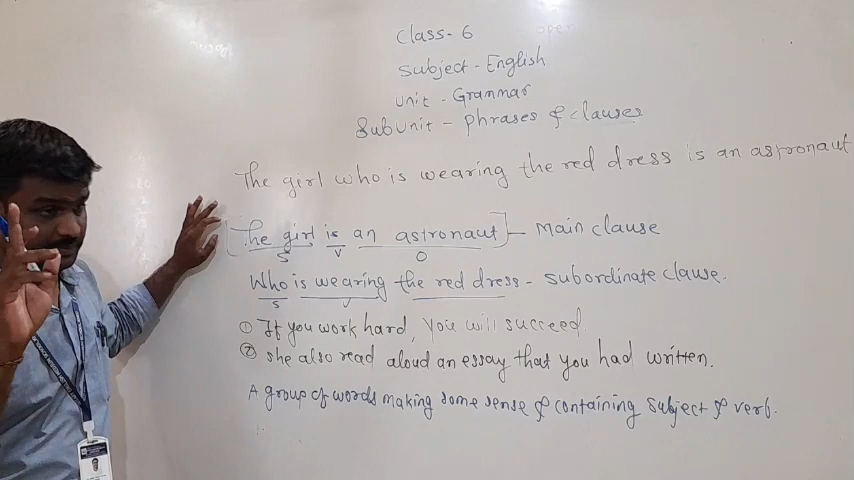 Class- 6
Subject - English
Unit - Grammar
Subunit - phrases & clauses
The girl who is wearing the red dress is an astronaut
[The girl is an astronaut] - Main clause
S V O
Who is wearing the red dress - subordinate clause.
S V
① If you work hard, you will succeed.
② she also read aloud an essay that you had written.
A group of words making some sense & containing subject & verb.